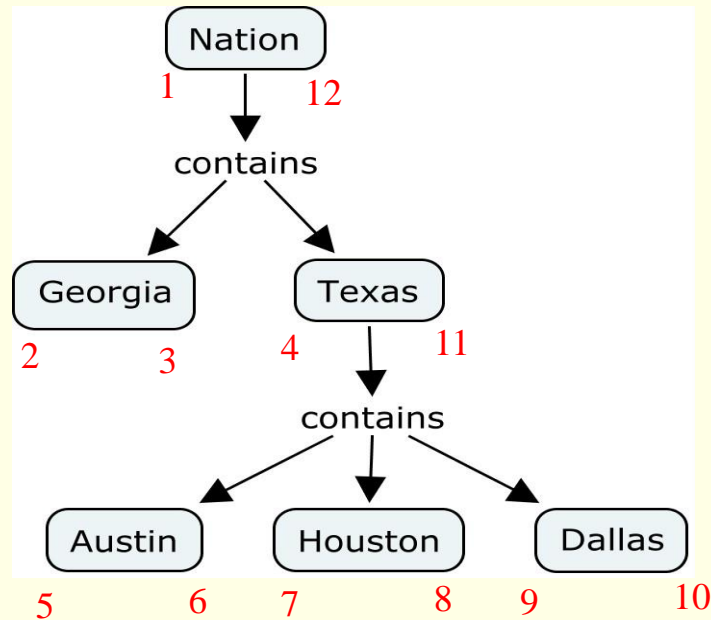 Nation
1 12
contains
Georgia Texas
2 3 4 11
contains
Austin Houston Dallas
5 6 7 8 9 10